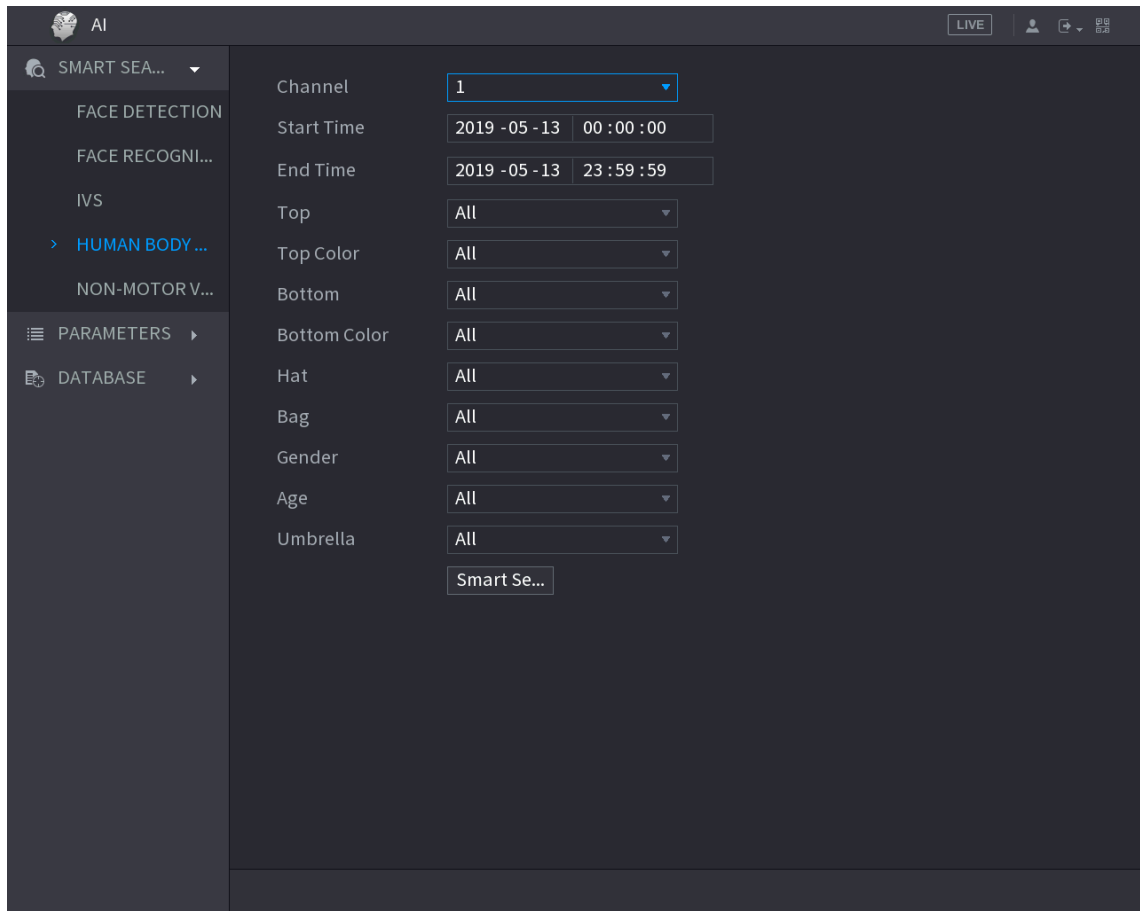 AI
LIVE
SMART SEA...
FACE DETECTION
FACE RECOGNI...
IVS
HUMAN BODY ...
NON-MOTOR V...
PARAMETERS
DATABASE
Channel 1
Start Time 2019 -05 -13 00 : 00 : 00
End Time 2019 -05 -13 23 : 59 : 59
Top All
Top Color All
Bottom All
Bottom Color All
Hat All
Bag All
Gender All
Age All
Umbrella All
Smart Se...